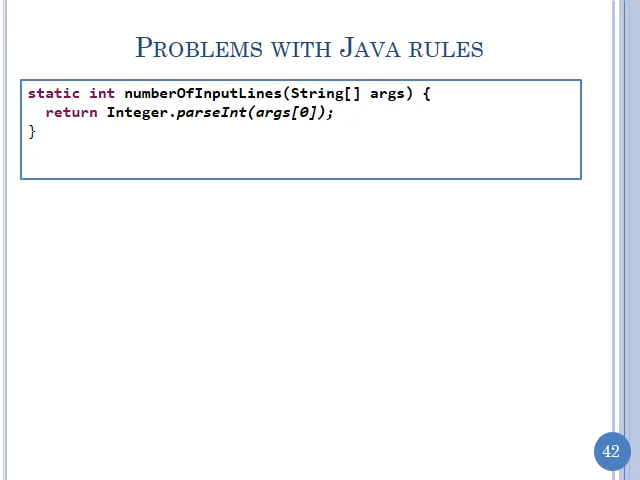 PROBLEMS WITH JAVA RULES
static int numberOfInputLines(String[] args) {
return Integer.parseInt(args[0]);
}
42